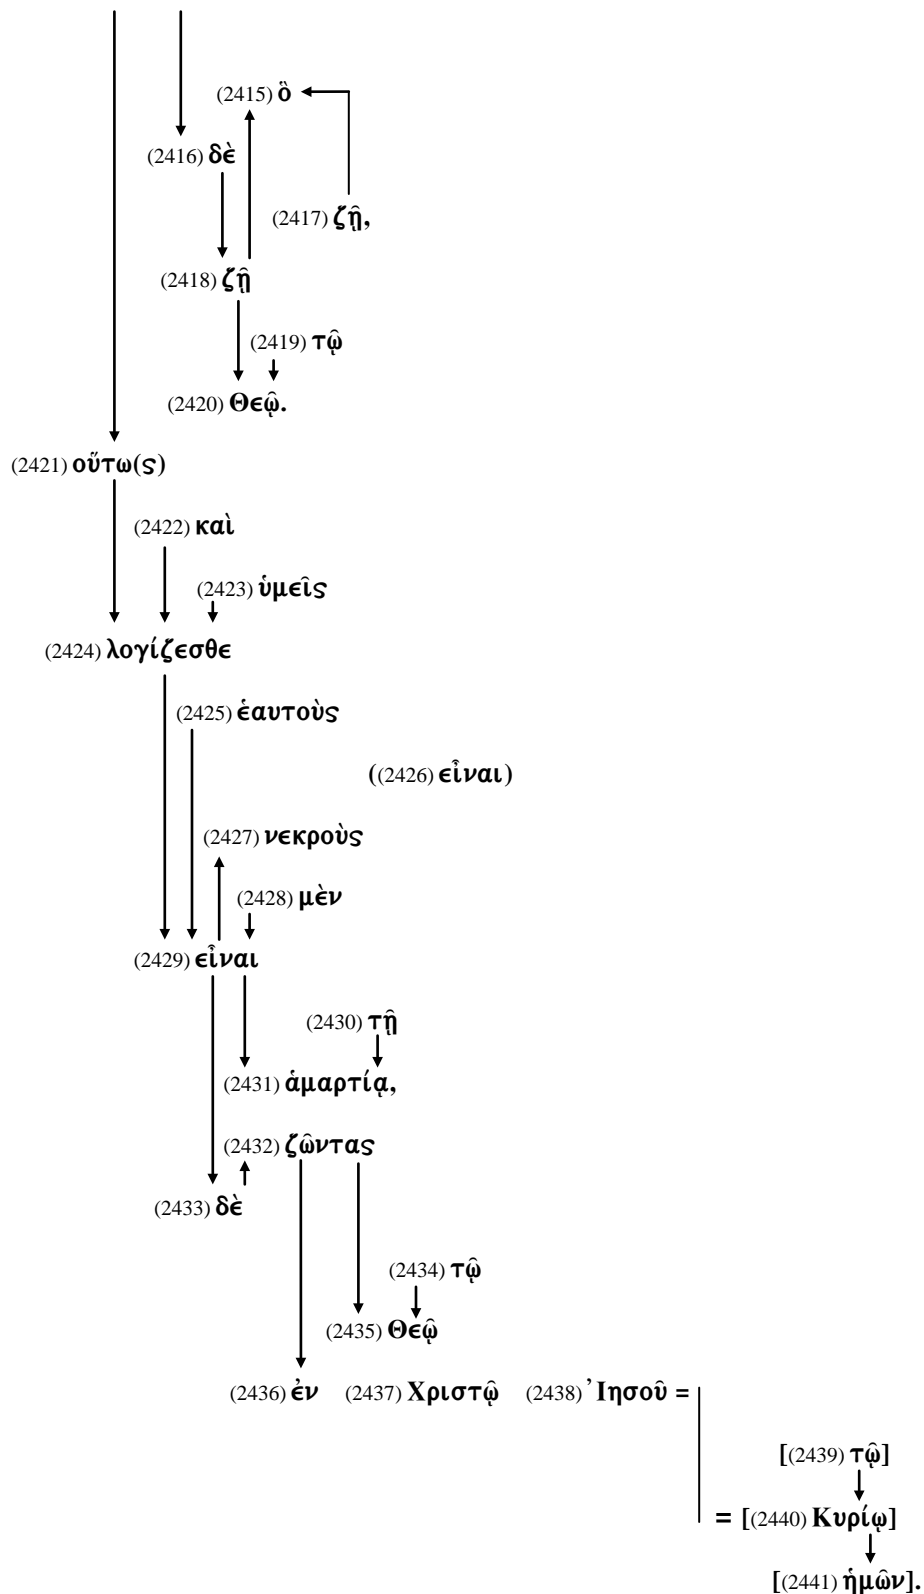 (2415) ὃ
(2416) δὲ
(2417) ζῇ,
(2418) ζῇ
(2419) τῷ
(2420) Θεῷ.
(2421) οὕτω(ς)
(2422) καὶ
(2423) ὑμεῖς
(2424) λογίζεσθε
(2425) ἑαυτοὺς
((2426) εἶναι)
(2427) νεκροὺς
(2428) μὲν
(2429) εἶναι
(2430) τῇ
(2431) ἁμαρτίᾳ,
(2432) ζῶντας
(2433) δὲ
(2434) τῷ
(2435) Θεῷ
(2436) ἐν (2437) Χριστῷ (2438) Ἰησοῦ =
[(2439) τῷ]
= [(2440) Κυρίῳ]
[(2441) ἡμῶν].